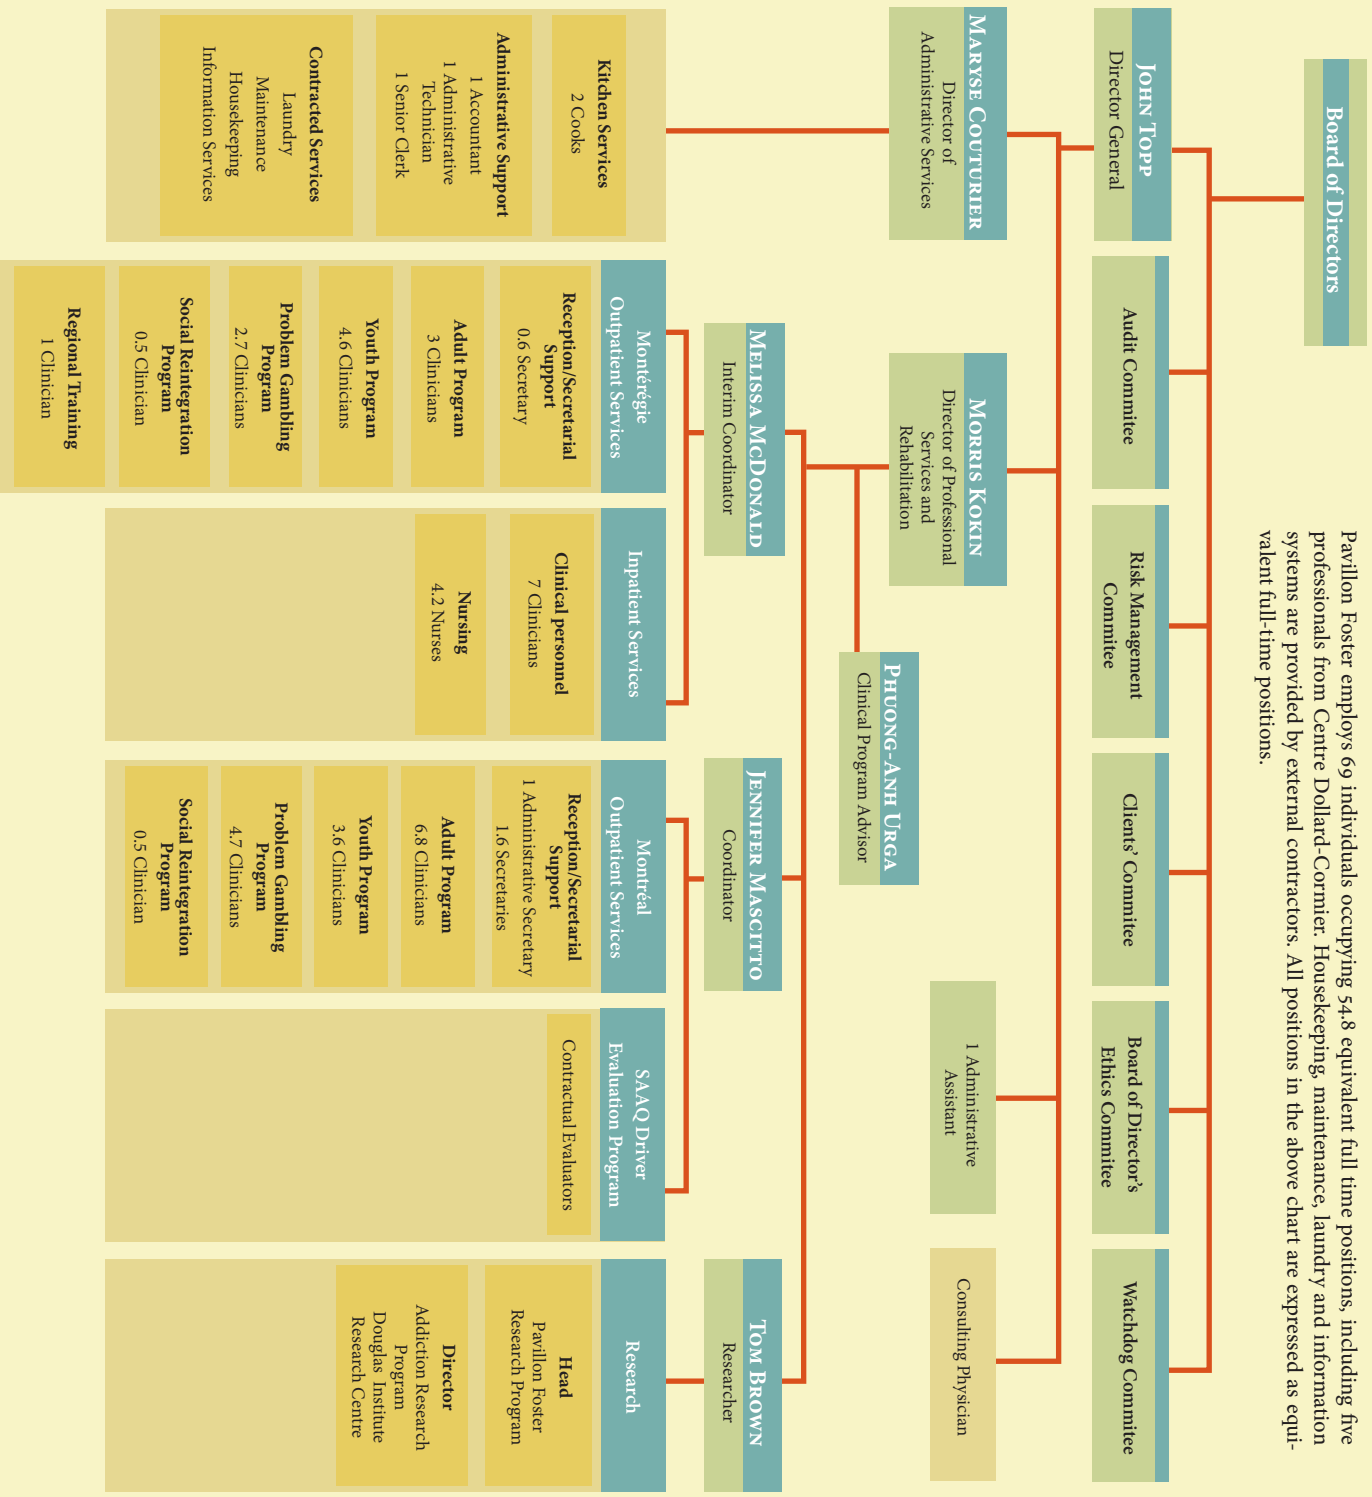 Board of Directors
Pavillon Foster employs 69 individuals occupying 54.8 equivalent full time positions, including five
professionals from Centre Dollard-Cormier. Housekeeping, maintenance, laundry and information
systems are provided by external contractors. All positions in the above chart are expressed as equi-
valent full-time positions.
John Topp
Director General
Audit Commitee
Risk Management
Commitee
Clients’ Commitee
Board of Director’s
Ethics Commitee
Watchdog Commitee
Maryse Couturier
Director of
Administrative Services
Morris Kokin
Director of Professional
Services and
Rehabilitation
1 Administrative
Assistant
Consulting Physician
Phuong-Anh Urga
Clinical Program Advisor
Melissa McDonald
Interim Coordinator
Jennifer Mascitto
Coordinator
Tom Brown
Researcher
Kitchen Services
2 Cooks
Administrative Support
1 Accountant
1 Administrative
Technician
1 Senior Clerk
Contracted Services
Laundry
Maintenance
Housekeeping
Information Services
Montérégie
Outpatient Services
Reception/Secretarial
Support
0.6 Secretary
Adult Program
3 Clinicians
Youth Program
4.6 Clinicians
Problem Gambling
Program
2.7 Clinicians
Social Reintegration
Program
0.5 Clinician
Regional Training
1 Clinician
Inpatient Services
Clinical personnel
7 Clinicians
Nursing
4.2 Nurses
Montréal
Outpatient Services
Reception/Secretarial
Support
1 Administrative Secretary
1.6 Secretaries
Adult Program
6.8 Clinicians
Youth Program
3.6 Clinicians
Problem Gambling
Program
4.7 Clinicians
Social Reintegration
Program
0.5 Clinician
SAAQ Driver
Evaluation Program
Contractual Evaluators
Research
Head
Pavillon Foster
Research Program
Director
Addiction Research
Program
Douglas Institute
Research Centre